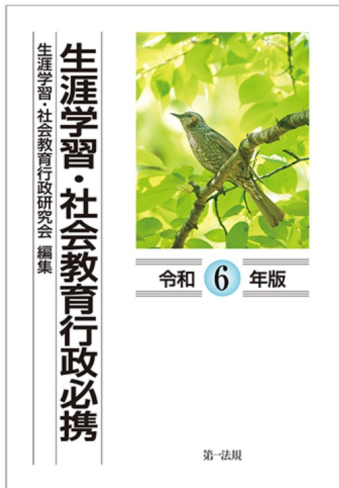 生涯学習・社会教育行政必携
生涯学習・社会教育行政研究会 編集
令和 6 年版
第一法規